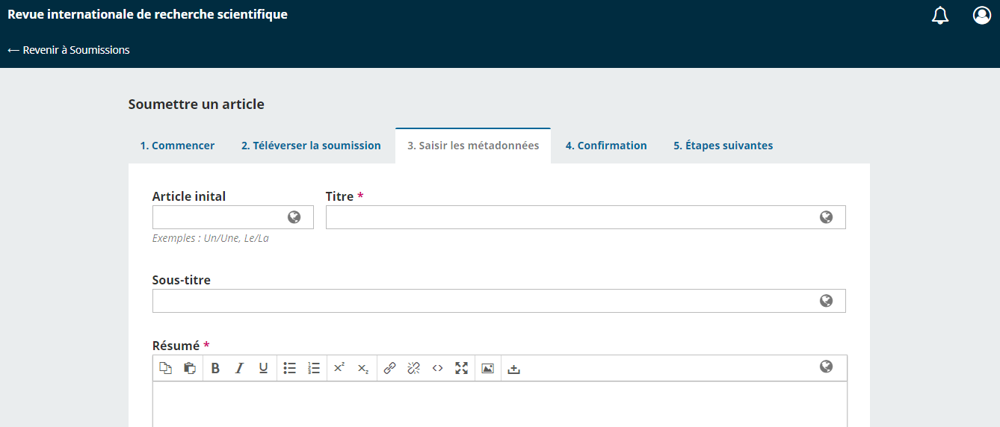 Revue internationale de recherche scientifique
← Revenir à Soumissions
Soumettre un article
1. Commencer 2. Téléverser la soumission 3. Saisir les métadonnées 4. Confirmation 5. Étapes suivantes
Article inital Titre *
Exemples : Un/Une, Le/La
Sous-titre
Résumé *